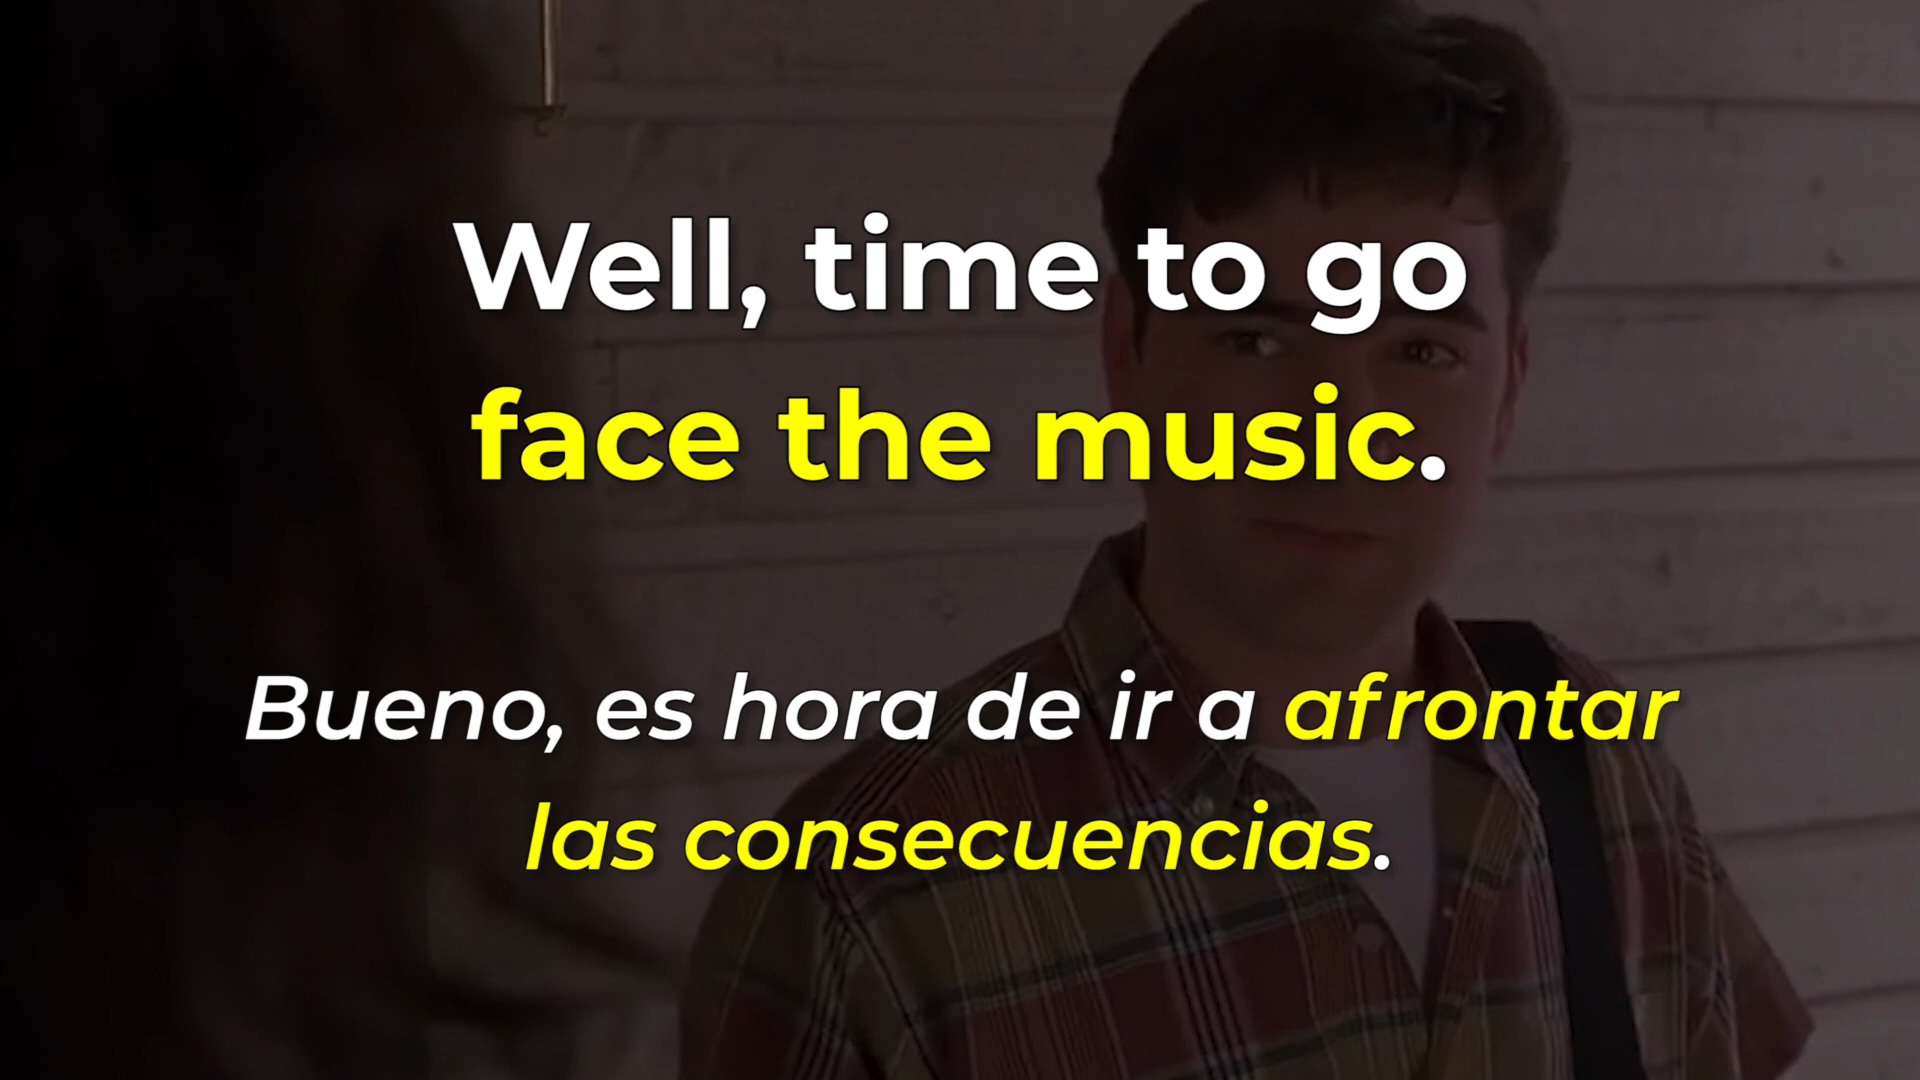 Well, time to go
face the music.
Bueno, es hora de ir a afrontar
las consecuencias.